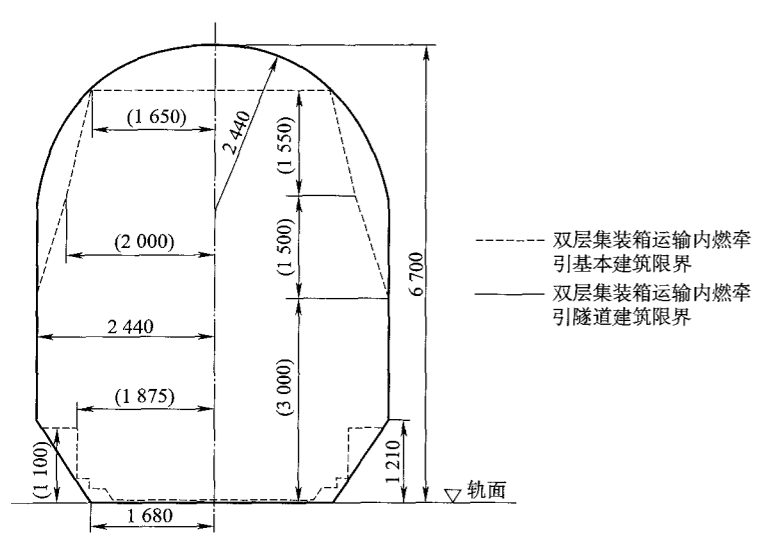 (1 650)
2 440
(1 550)
(2 000)
(1 500)
6 700
双层集装箱运输内燃牵
引基本建筑限界
双层集装箱运输内燃牵
引隧道建筑限界
2 440
(1 875)
(3 000)
(1 100)
1 210
轨面
1 680